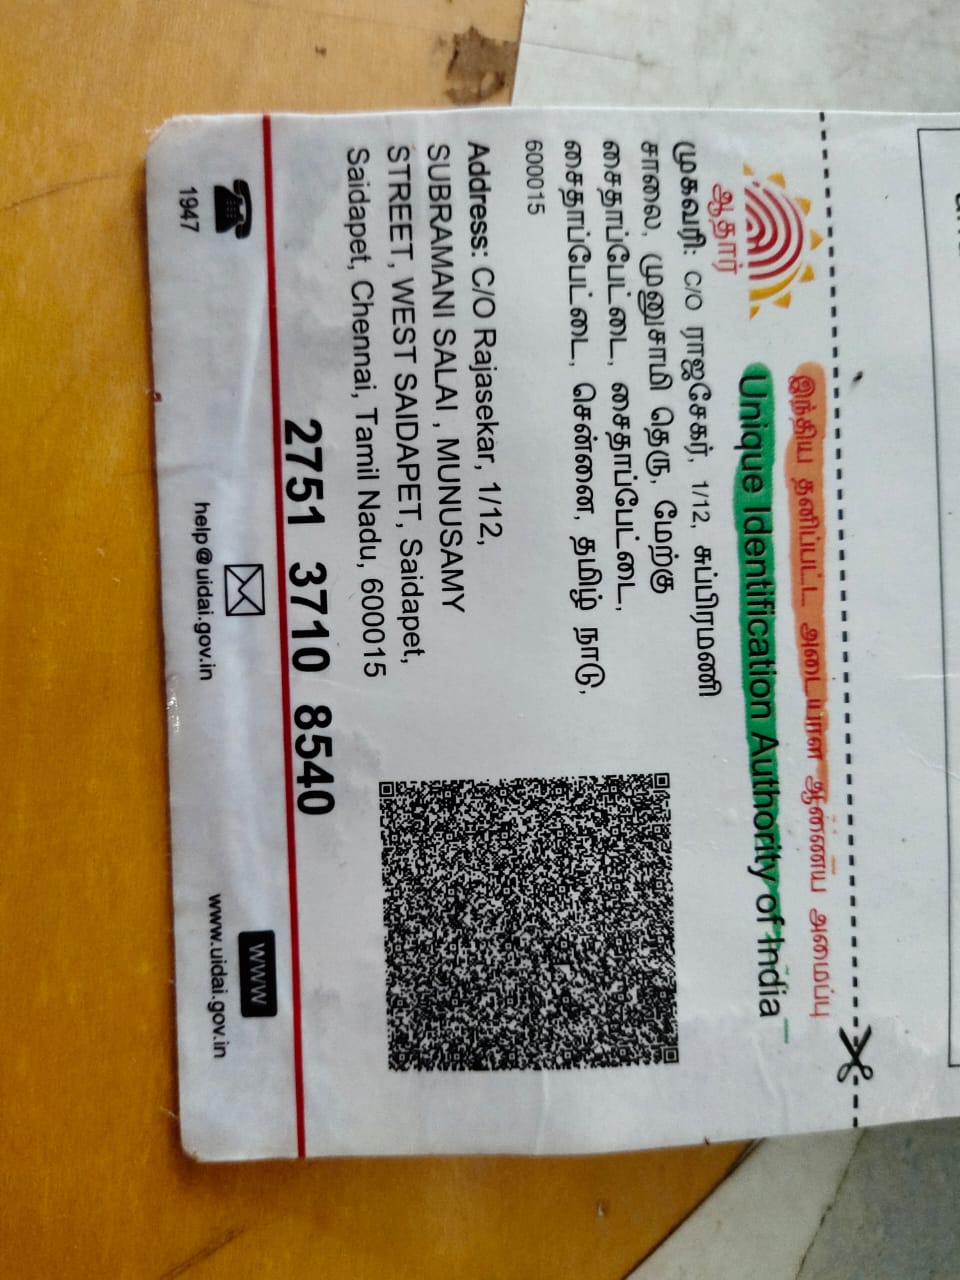 இந்திய தனிப்பட்ட அடையாள ஆணைய அமைப்பு
Unique Identification Authority of India
ஆதார்
முகவரி: C/O ராஜசேகர், 1/12, சுப்பிரமணி
சாலை, முனுசாமி தெரு, மேற்கு
சைதாப்பேட்டை, சைதாப்பேட்டை,
சைதாப்பேட்டை, சென்னை, தமிழ் நாடு,
600015
Address: C/O Rajasekar, 1/12,
SUBRAMANI SALAI , MUNUSAMY
STREET, WEST SAIDAPET, Saidapet,
Saidapet, Chennai, Tamil Nadu, 600015
2751 3710 8540
1947
help@uidai.gov.in
WWW
www.uidai.gov.in